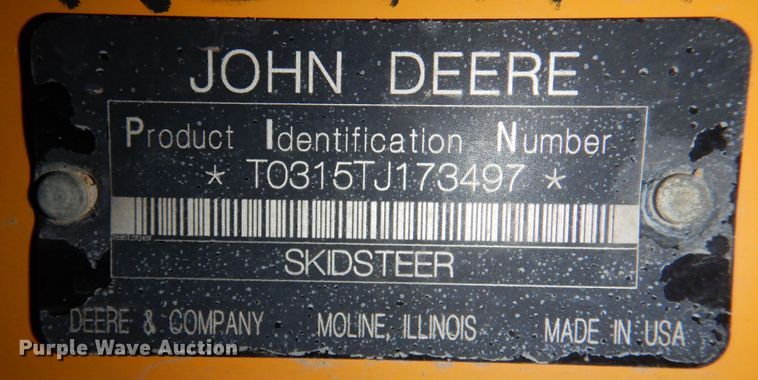 JOHN DEERE
Product Identification Number
* T0315TJ173497 *
SKIDSTEER
DEERE & COMPANY MOLINE, ILLINOIS MADE IN USA
Purple Wave Auction